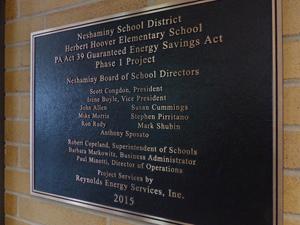 Neshaminy School District
Herbert Hoover Elementary School
PA Act 39 Guaranteed Energy Savings Act
Phase 1 Project
Neshaminy Board of School Directors
Scott Congdon, President
Irene Boyle, Vice President
John Allen Susan Cummings
Mike Morris Stephen Pirritano
Ron Rudy Mark Shubin
Anthony Sposato
Robert Copeland, Superintendent of Schools
Barbara Markowitz, Business Administrator
Paul Minotti, Director of Operations
Project Services by
Reynolds Energy Services, Inc.
2015